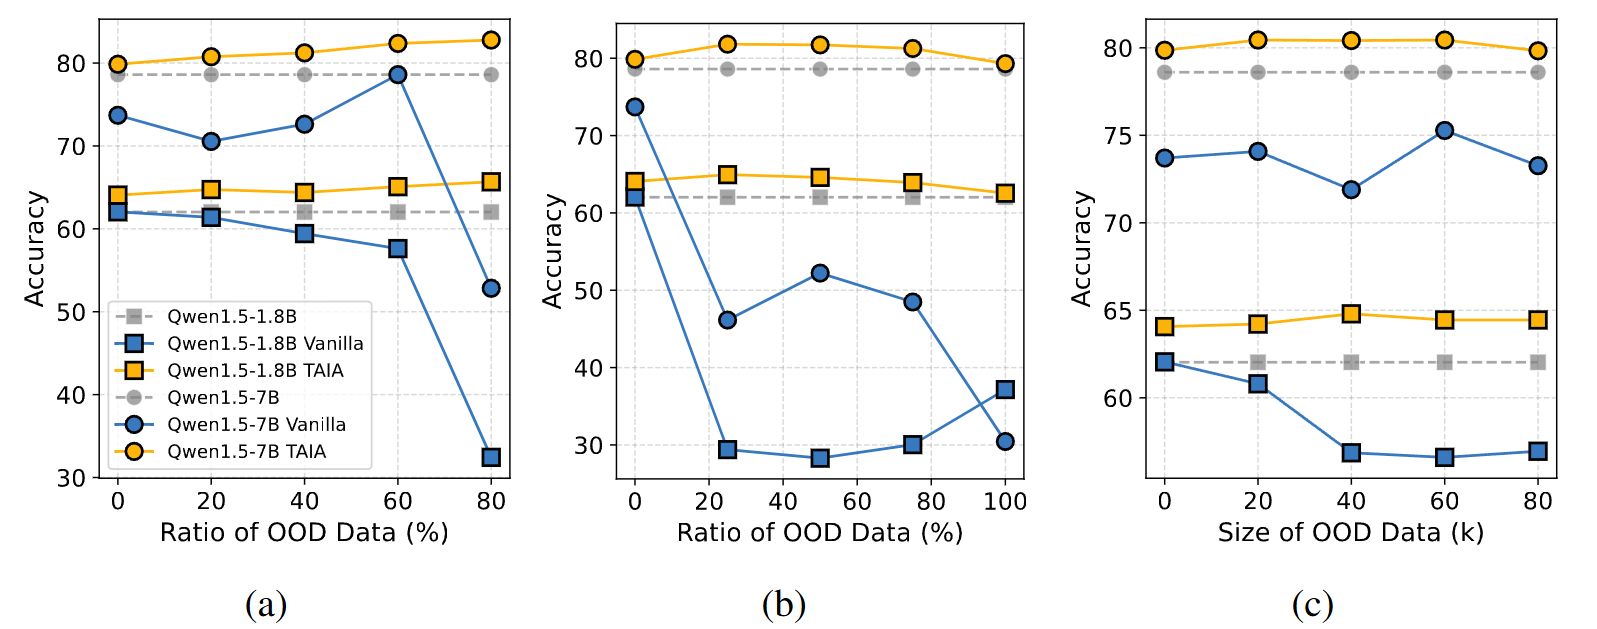 Accuracy
80
70
60
50
40
30
Qwen1.5-1.8B
Qwen1.5-1.8B Vanilla
Qwen1.5-1.8B TAIA
Qwen1.5-7B
Qwen1.5-7B Vanilla
Qwen1.5-7B TAIA
0 20 40 60 80
Ratio of OOD Data (%)
(a)
Accuracy
80
70
60
50
40
30
0 20 40 60 80 100
Ratio of OOD Data (%)
(b)
Accuracy
80
75
70
65
60
0 20 40 60 80
Size of OOD Data (k)
(c)